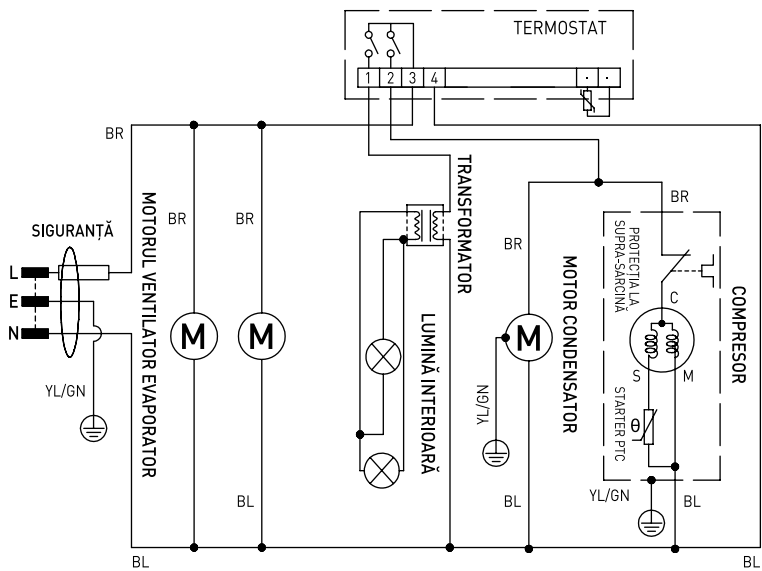 TERMOSTAT
1 2 3 4
BR
SIGURANȚĂ
L
E
N
YL/GN
MOTORUL VENTILATOR EVAPORATOR
BR
BR
M
M
BL
BL
TRANSFORMATOR
LUMINĂ INTERIOARĂ
BR
M
YL/GN
MOTOR CONDENSATOR
BL
BR
PROTECȚIA LA
SUPRA-SARCINĂ
C
S
M
STARTER PTC
θ
COMPRESOR
YL/GN
BL
BL